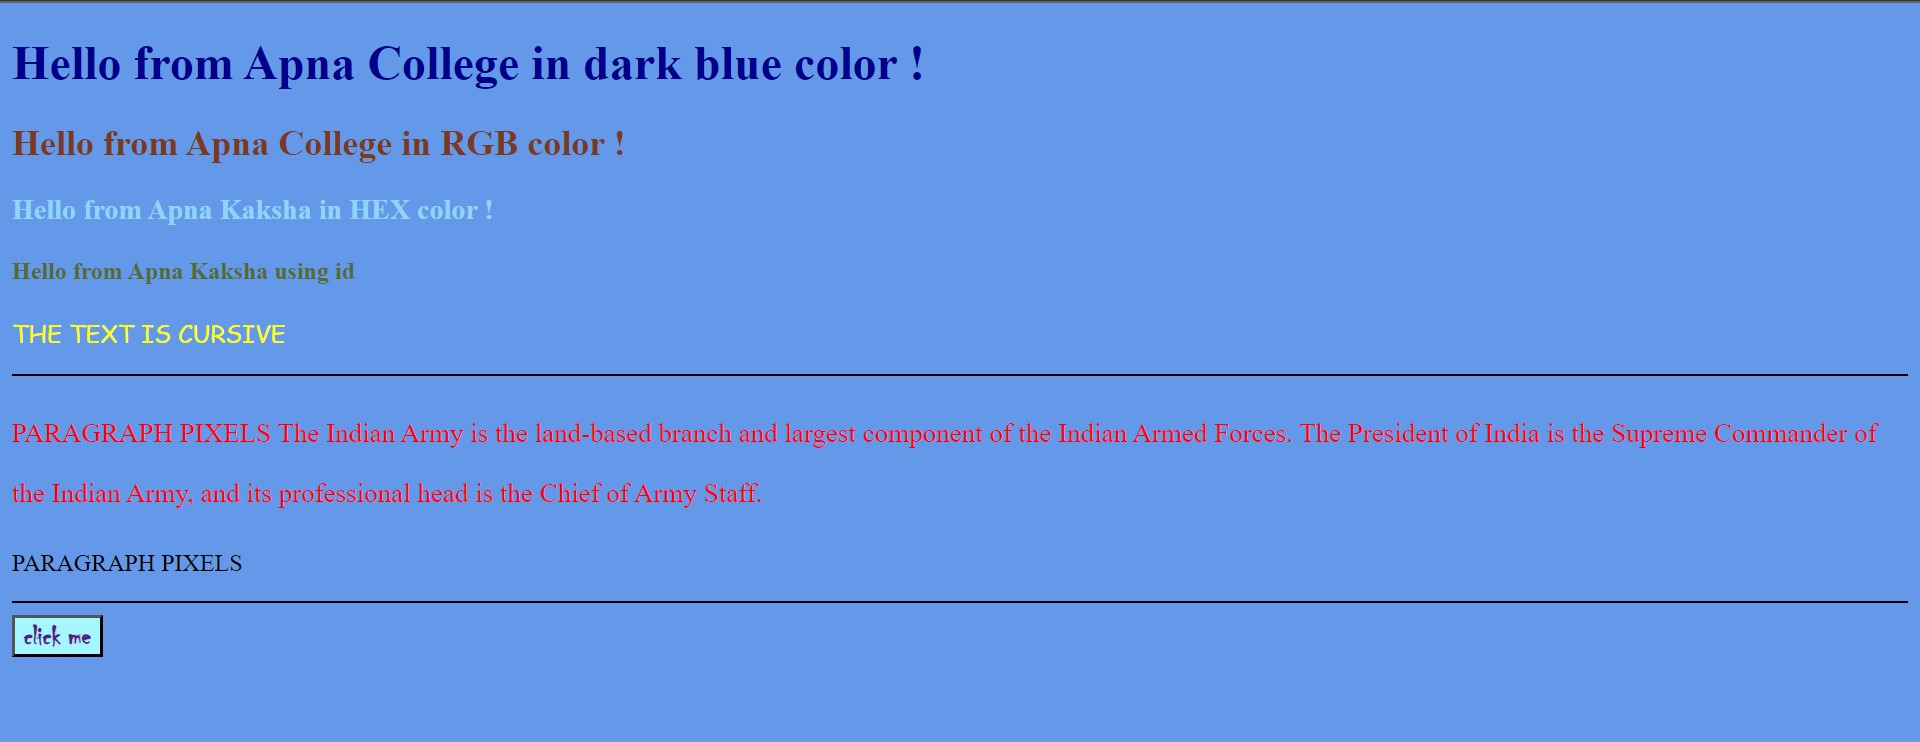 Hello from Apna College in dark blue color !
Hello from Apna College in RGB color !
Hello from Apna Kaksha in HEX color !
Hello from Apna Kaksha using id
THE TEXT IS CURSIVE
PARAGRAPH PIXELS The Indian Army is the land-based branch and largest component of the Indian Armed Forces. The President of India is the Supreme Commander of
the Indian Army, and its professional head is the Chief of Army Staff.
PARAGRAPH PIXELS
click me